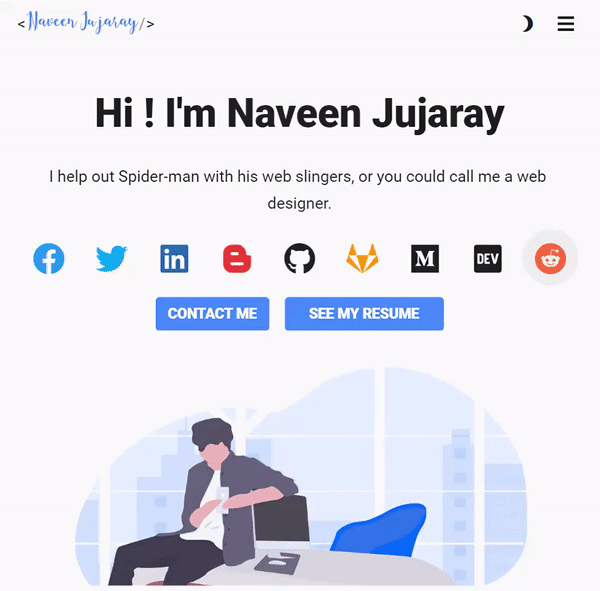 <Naveen Jujaray/>
Hi ! I'm Naveen Jujaray
I help out Spider-man with his web slingers, or you could call me a web
designer.
in
M
DEV
CONTACT ME
SEE MY RESUME